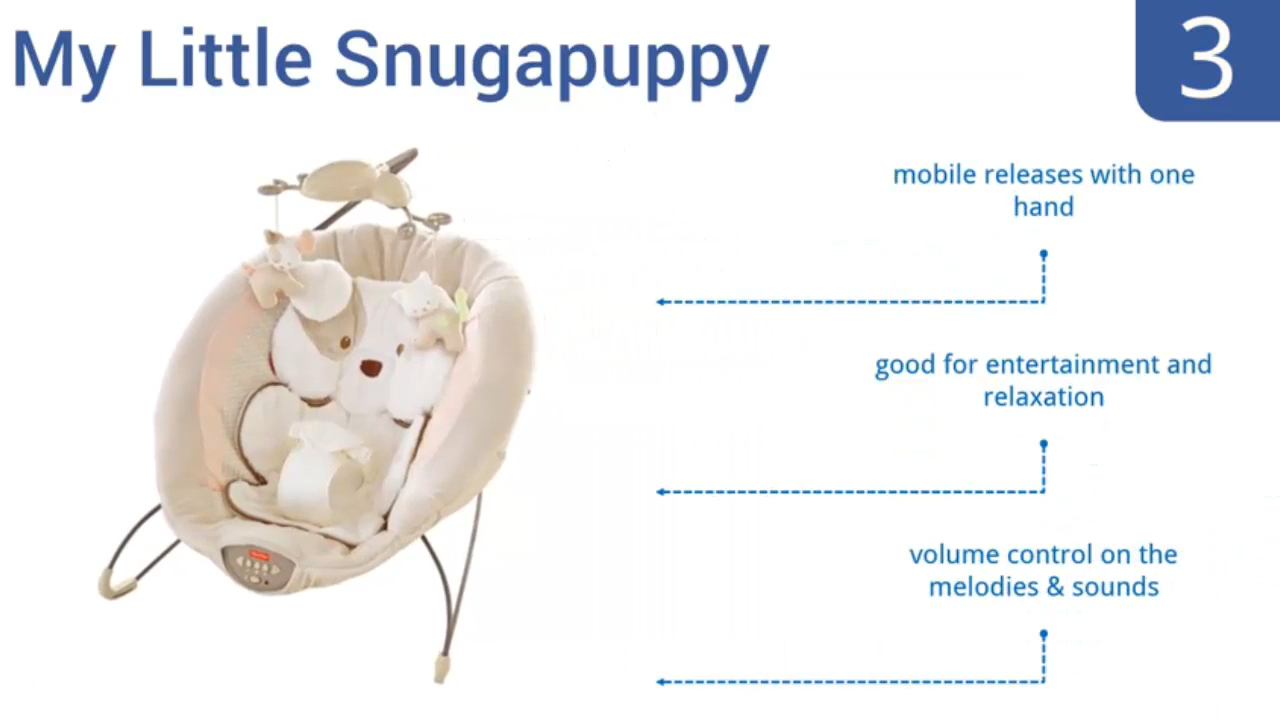 My Little Snugapuppy
3
mobile releases with one
hand
good for entertainment and
relaxation
volume control on the
melodies & sounds